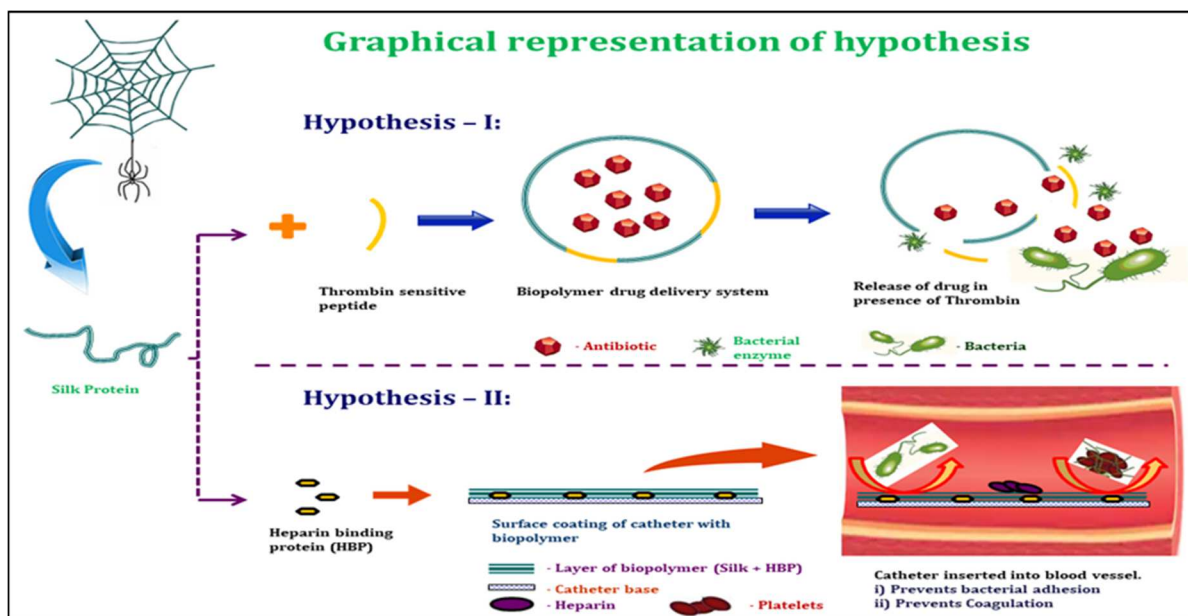 Graphical representation of hypothesis
Hypothesis – I:
Thrombin sensitive
peptide
Biopolymer drug delivery system
Release of drug in
presence of Thrombin
- Antibiotic
Bacterial
enzyme
- Bacteria
Silk Protein
Hypothesis – II:
Heparin binding
protein (HBP)
Surface coating of catheter with
biopolymer
- Layer of biopolymer (Silk + HBP)
- Catheter base
- Heparin
- Platelets
Catheter inserted into blood vessel.
i) Prevents bacterial adhesion
ii) Prevents Coagulation